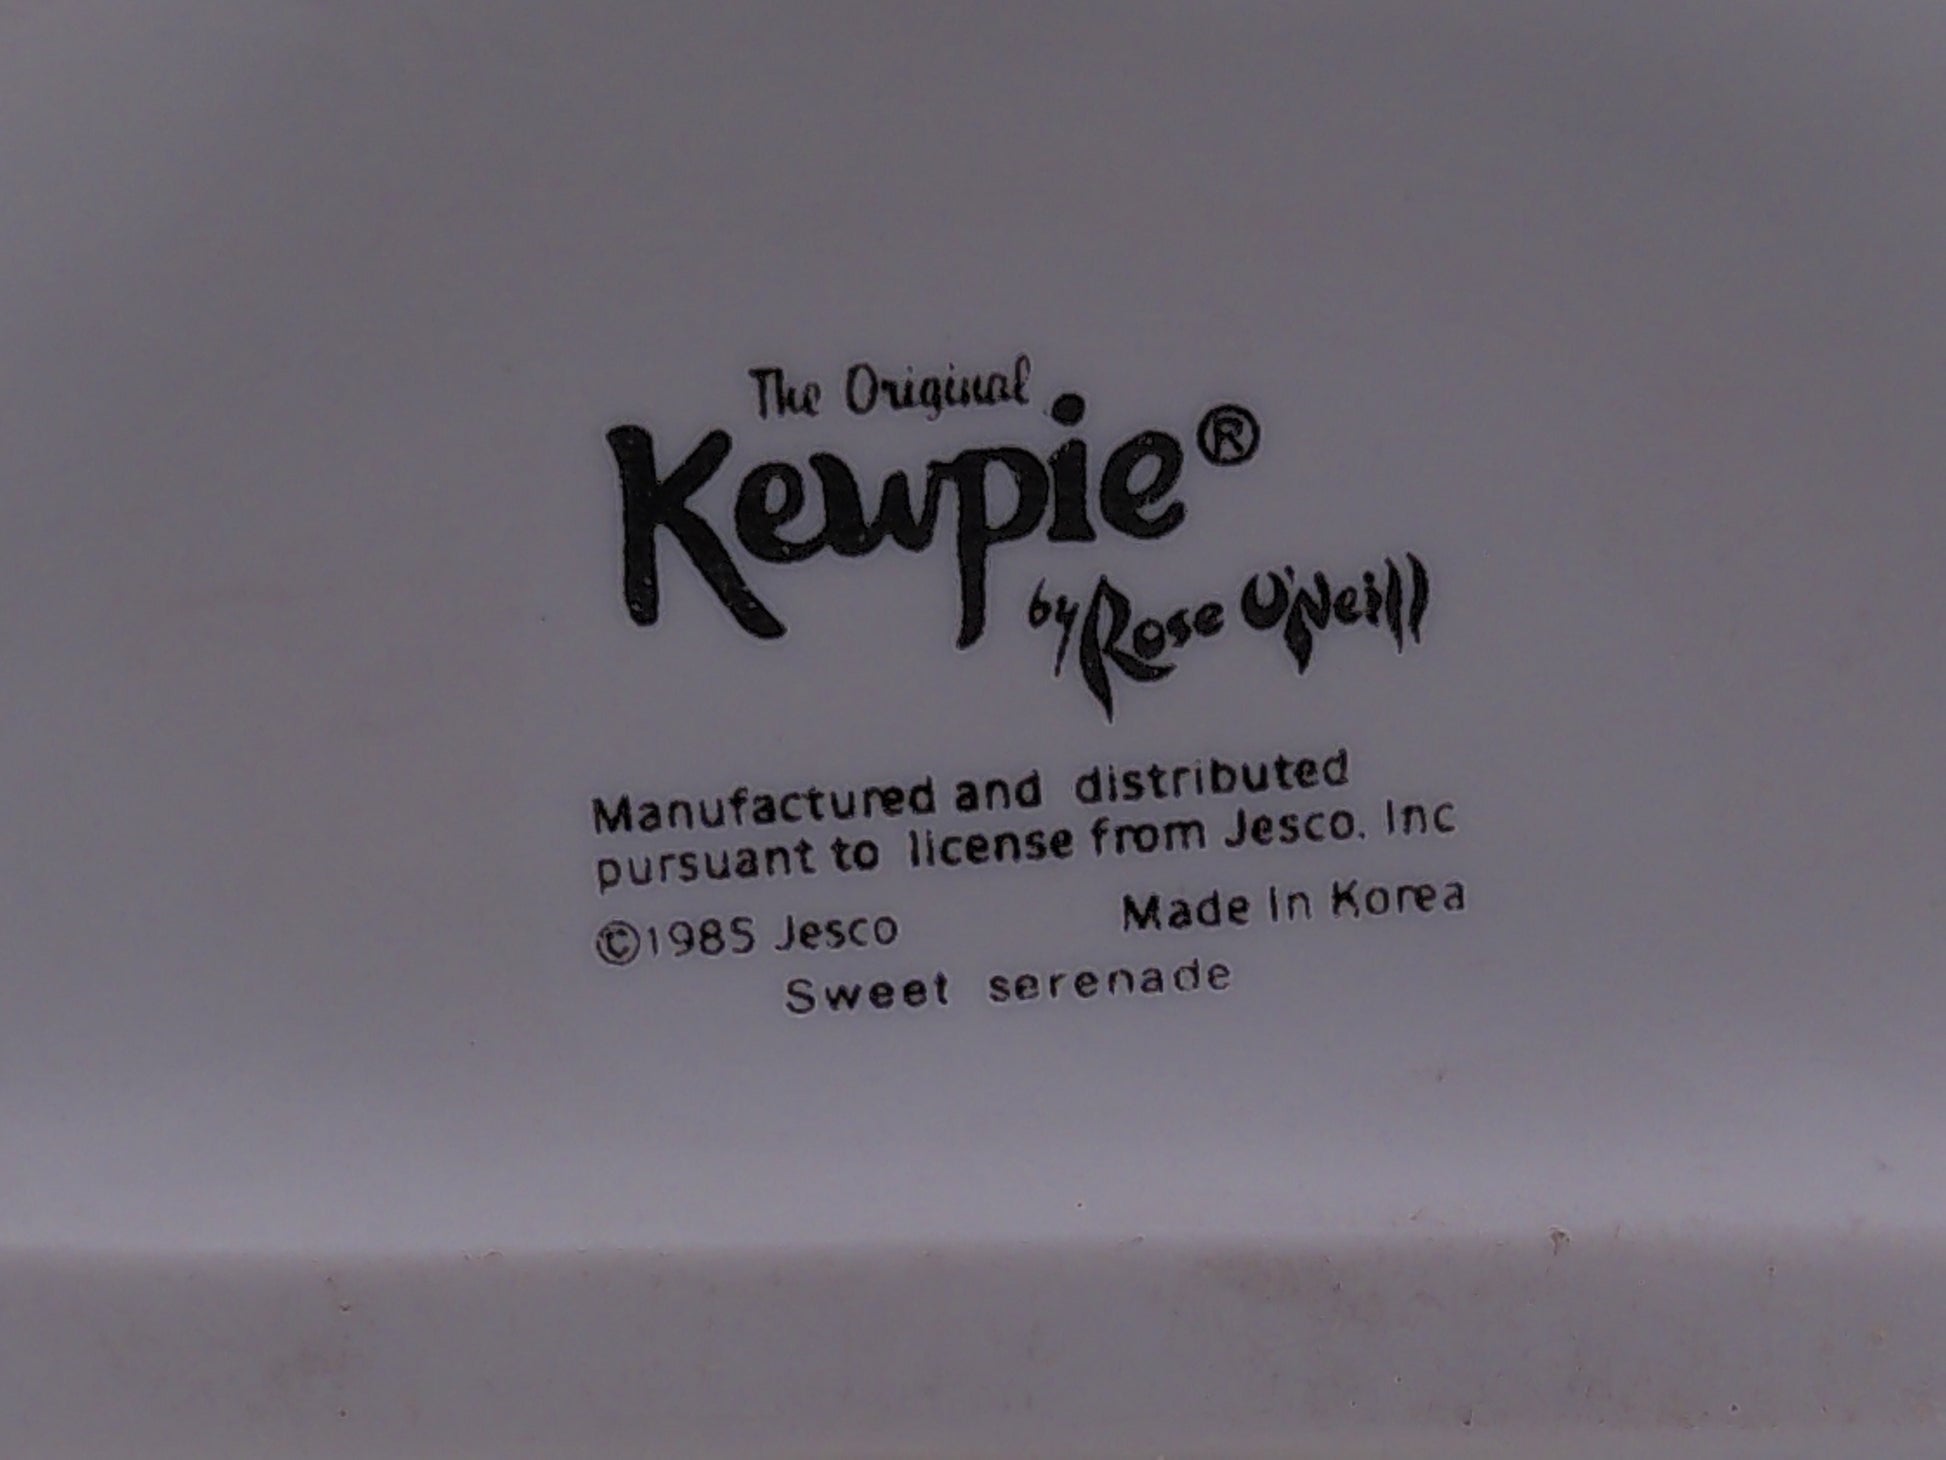 The Original
Kewpie®
by Rose O'Neill
Manufactured and distributed
pursuant to license from Jesco. Inc
©1985 Jesco Made In Korea
Sweet serenade